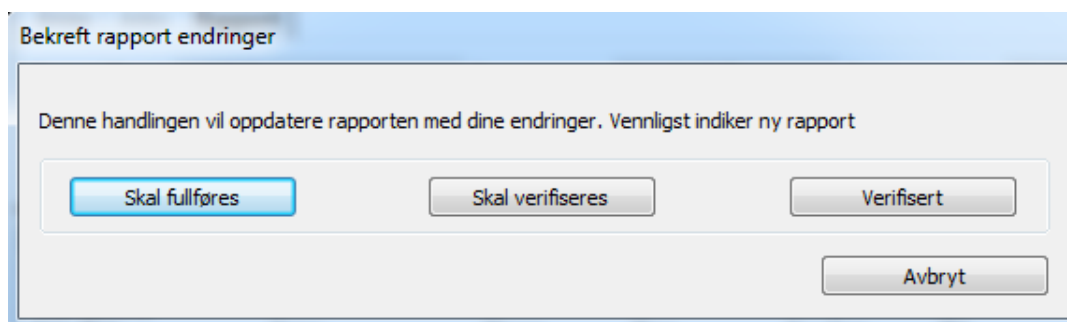 Bekreft rapport endringer
Denne handlingen vil oppdatere rapporten med dine endringer. Vennligst indiker ny rapport
Skal fullføres
Skal verifiseres
Verifisert
Avbryt